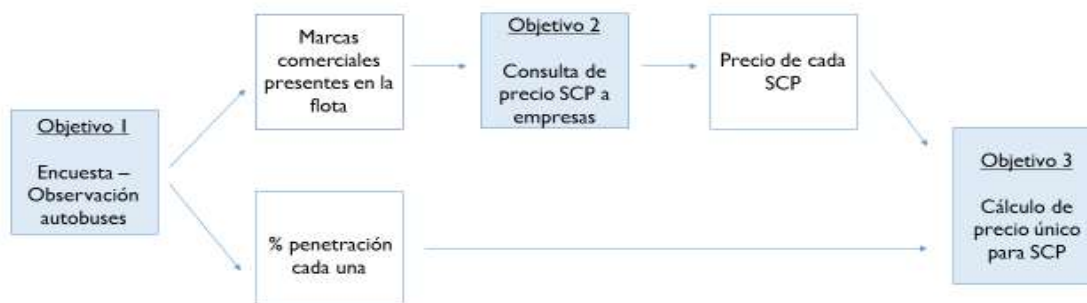 Objetivo 1
Encuesta –
Observación
autobuses
Marcas
comerciales
presentes en la
flota
% penetración
cada una
Objetivo 2
Consulta de
precio SCP a
empresas
Precio de cada
SCP
Objetivo 3
Cálculo de
precio único
para SCP